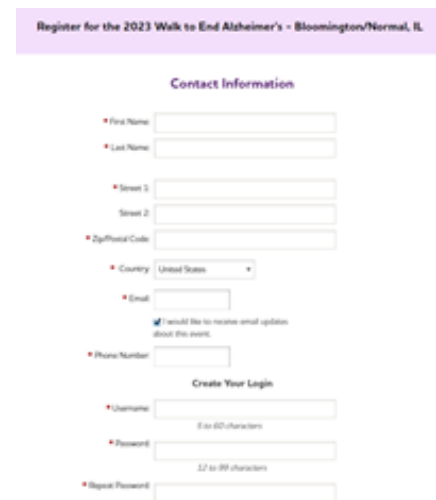 Register for the 2023 Walk to End Alzheimer's - Bloomington/Normal, IL
Contact Information
* First Name:
* Last Name:
* Street 1:
Street 2:
* Zip/Postal Code:
* Country: United States
* Email:
I would like to receive email updates
about this event.
* Phone Number:
Create Your Login
* Username:
5 to 60 characters
* Password:
12 to 99 characters
* Repeat Password: